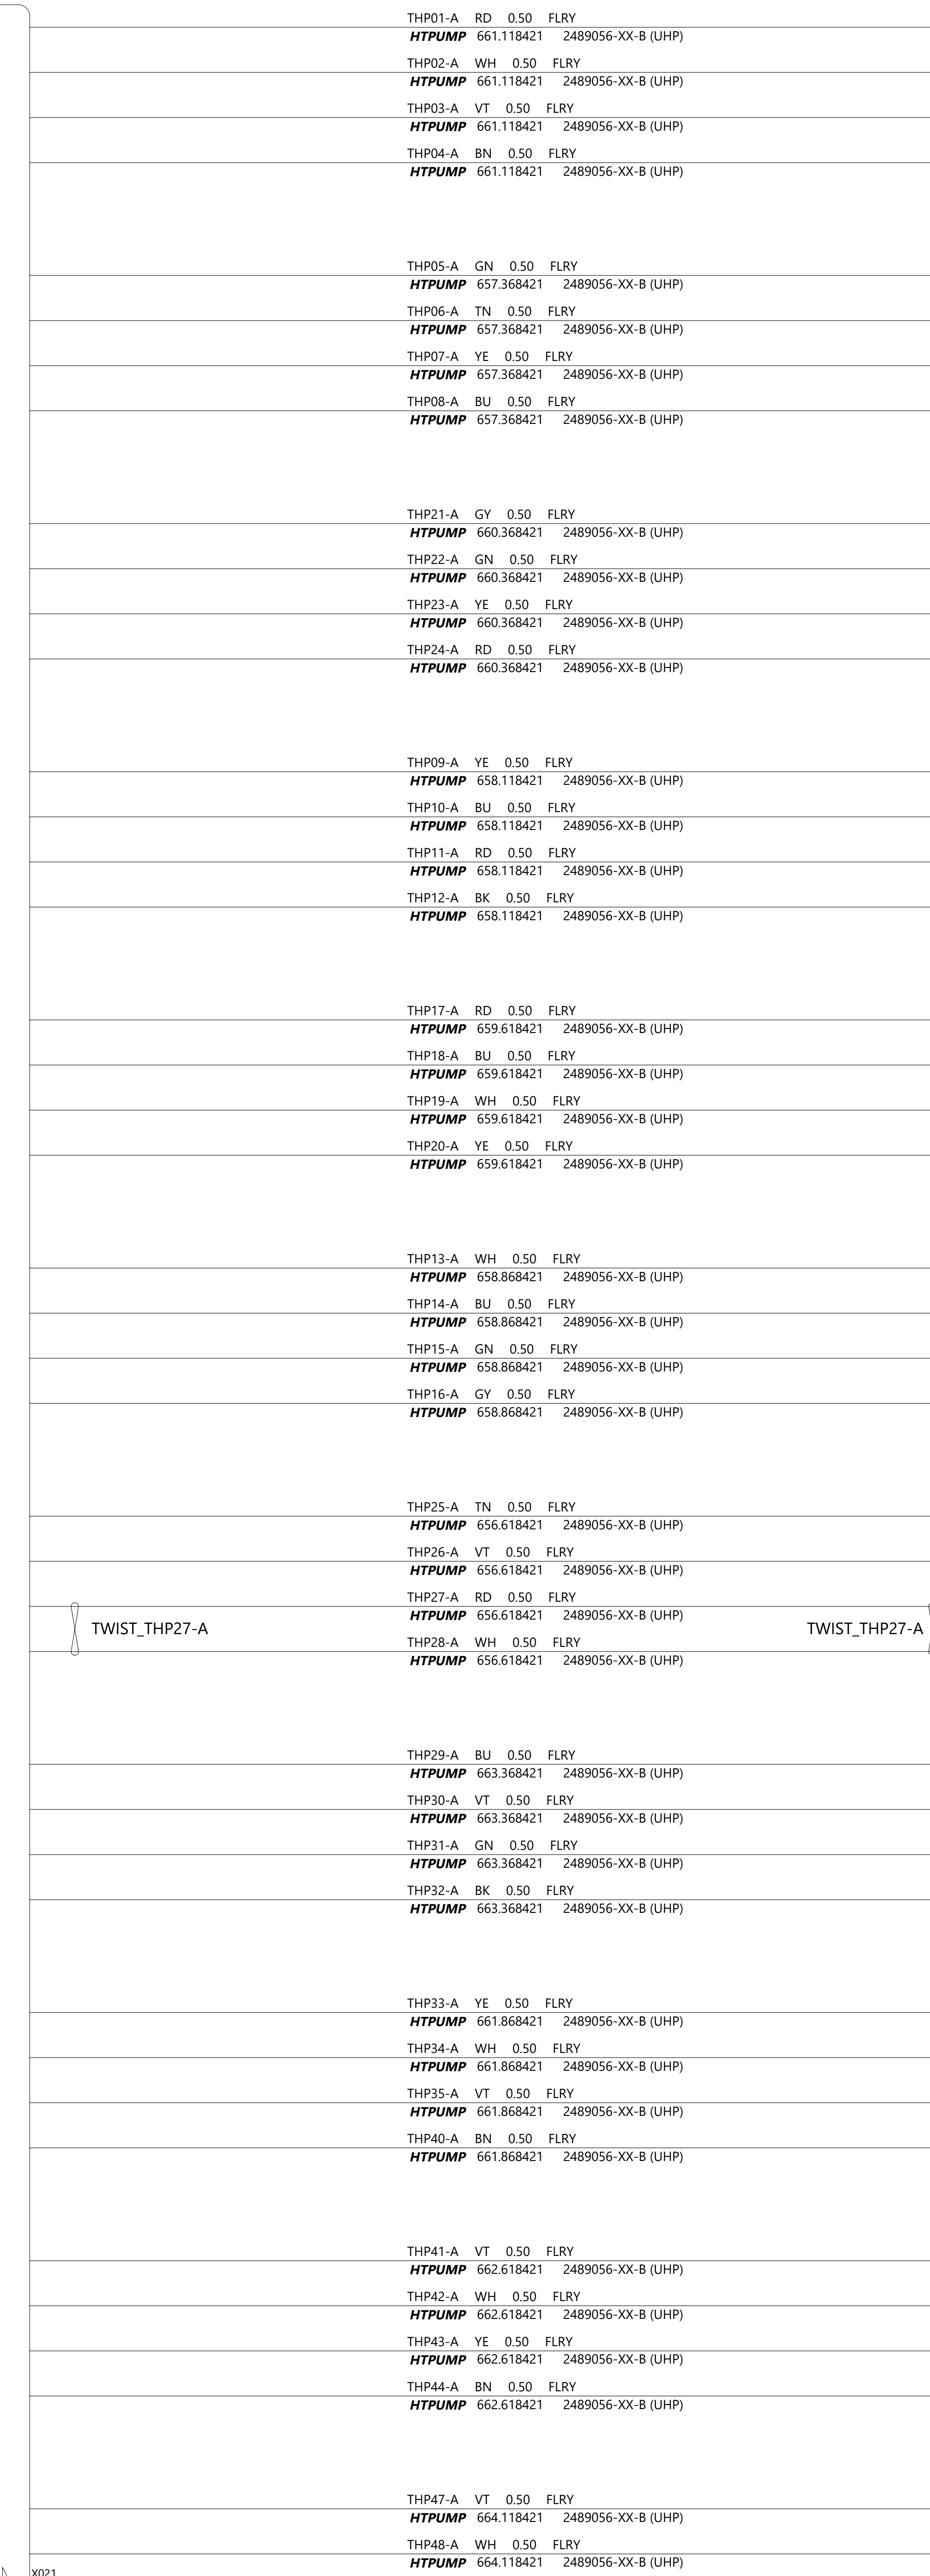 THP01-A RD 0.50 FLRY
HTPUMP 661.118421 2489056-XX-B (UHP)
THP02-A WH 0.50 FLRY
HTPUMP 661.118421 2489056-XX-B (UHP)
THP03-A VT 0.50 FLRY
HTPUMP 661.118421 2489056-XX-B (UHP)
THP04-A BN 0.50 FLRY
HTPUMP 661.118421 2489056-XX-B (UHP)
THP05-A GN 0.50 FLRY
HTPUMP 657.368421 2489056-XX-B (UHP)
THP06-A TN 0.50 FLRY
HTPUMP 657.368421 2489056-XX-B (UHP)
THP07-A YE 0.50 FLRY
HTPUMP 657.368421 2489056-XX-B (UHP)
THP08-A BU 0.50 FLRY
HTPUMP 657.368421 2489056-XX-B (UHP)
THP21-A GY 0.50 FLRY
HTPUMP 660.368421 2489056-XX-B (UHP)
THP22-A GN 0.50 FLRY
HTPUMP 660.368421 2489056-XX-B (UHP)
THP23-A YE 0.50 FLRY
HTPUMP 660.368421 2489056-XX-B (UHP)
THP24-A RD 0.50 FLRY
HTPUMP 660.368421 2489056-XX-B (UHP)
THP09-A YE 0.50 FLRY
HTPUMP 658.118421 2489056-XX-B (UHP)
THP10-A BU 0.50 FLRY
HTPUMP 658.118421 2489056-XX-B (UHP)
THP11-A RD 0.50 FLRY
HTPUMP 658.118421 2489056-XX-B (UHP)
THP12-A BK 0.50 FLRY
HTPUMP 658.118421 2489056-XX-B (UHP)
THP17-A RD 0.50 FLRY
HTPUMP 659.618421 2489056-XX-B (UHP)
THP18-A BU 0.50 FLRY
HTPUMP 659.618421 2489056-XX-B (UHP)
THP19-A WH 0.50 FLRY
HTPUMP 659.618421 2489056-XX-B (UHP)
THP20-A YE 0.50 FLRY
HTPUMP 659.618421 2489056-XX-B (UHP)
THP13-A WH 0.50 FLRY
HTPUMP 658.868421 2489056-XX-B (UHP)
THP14-A BU 0.50 FLRY
HTPUMP 658.868421 2489056-XX-B (UHP)
THP15-A GN 0.50 FLRY
HTPUMP 658.868421 2489056-XX-B (UHP)
THP16-A GY 0.50 FLRY
HTPUMP 658.868421 2489056-XX-B (UHP)
THP25-A TN 0.50 FLRY
HTPUMP 656.618421 2489056-XX-B (UHP)
THP26-A VT 0.50 FLRY
HTPUMP 656.618421 2489056-XX-B (UHP)
THP27-A RD 0.50 FLRY
HTPUMP 656.618421 2489056-XX-B (UHP)
TWIST_THP27-A TWIST_THP27-A
THP28-A WH 0.50 FLRY
HTPUMP 656.618421 2489056-XX-B (UHP)
THP29-A BU 0.50 FLRY
HTPUMP 663.368421 2489056-XX-B (UHP)
THP30-A VT 0.50 FLRY
HTPUMP 663.368421 2489056-XX-B (UHP)
THP31-A GN 0.50 FLRY
HTPUMP 663.368421 2489056-XX-B (UHP)
THP32-A BK 0.50 FLRY
HTPUMP 663.368421 2489056-XX-B (UHP)
THP33-A YE 0.50 FLRY
HTPUMP 661.868421 2489056-XX-B (UHP)
THP34-A WH 0.50 FLRY
HTPUMP 661.868421 2489056-XX-B (UHP)
THP35-A VT 0.50 FLRY
HTPUMP 661.868421 2489056-XX-B (UHP)
THP40-A BN 0.50 FLRY
HTPUMP 661.868421 2489056-XX-B (UHP)
THP41-A VT 0.50 FLRY
HTPUMP 662.618421 2489056-XX-B (UHP)
THP42-A WH 0.50 FLRY
HTPUMP 662.618421 2489056-XX-B (UHP)
THP43-A YE 0.50 FLRY
HTPUMP 662.618421 2489056-XX-B (UHP)
THP44-A BN 0.50 FLRY
HTPUMP 662.618421 2489056-XX-B (UHP)
THP47-A VT 0.50 FLRY
HTPUMP 664.118421 2489056-XX-B (UHP)
THP48-A WH 0.50 FLRY
HTPUMP 664.118421 2489056-XX-B (UHP)
X021